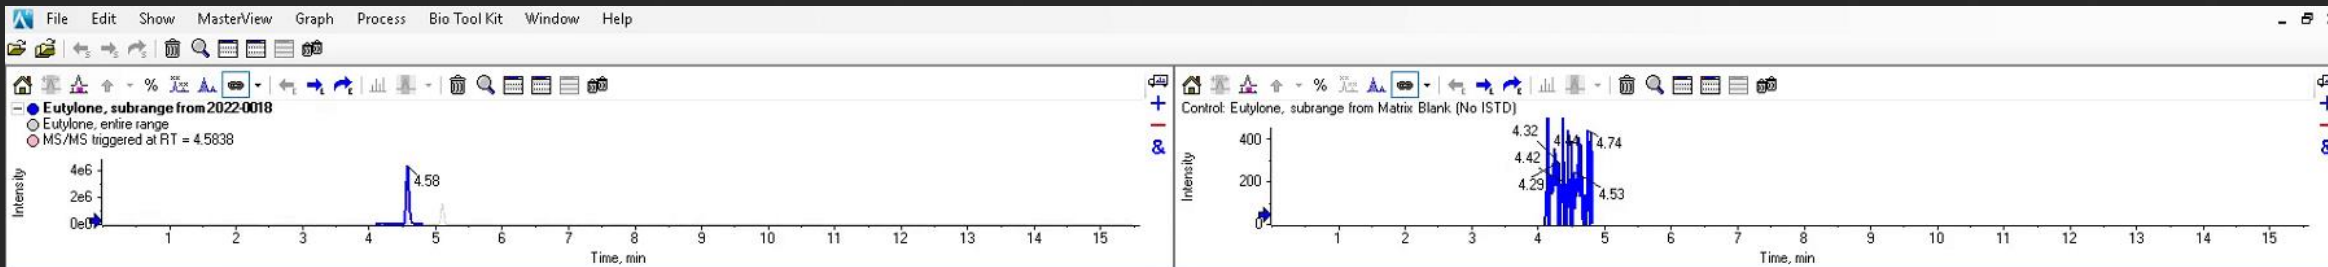 File Edit Show MasterView Graph Process Bio Tool Kit Window Help
Eutylone, subrange from 2022-0018
Eutylone, entire range
MS/MS triggered at RT = 4.5838
Intensity
4e6
2e6
0e0
4.58
1 2 3 4 5 6 7 8 9 10 11 12 13 14 15
Time, min
Control: Eutylone, subrange from Matrix Blank (No ISTD)
Intensity
400
200
0
4.32
4.74
4.42
4.29
4.53
1 2 3 4 5 6 7 8 9 10 11 12 13 14 15
Time, min